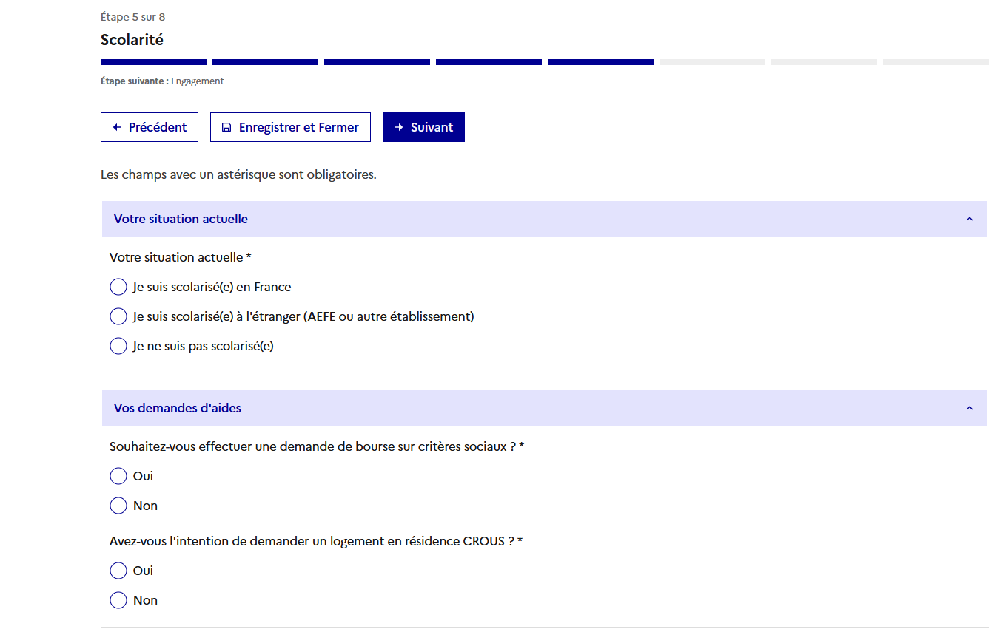 Étape 5 sur 8
Scolarité
Étape suivante : Engagement
Précédent
Enregistrer et Fermer
Suivant
Les champs avec un astérisque sont obligatoires.
Votre situation actuelle
Votre situation actuelle *
Je suis scolarisé(e) en France
Je suis scolarisé(e) à l'étranger (AEFE ou autre établissement)
Je ne suis pas scolarisé(e)
Vos demandes d'aides
Souhaitez-vous effectuer une demande de bourse sur critères sociaux ? *
Oui
Non
Avez-vous l'intention de demander un logement en résidence CROUS ? *
Oui
Non